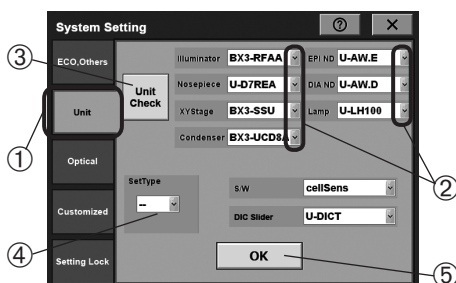 System Setting ? ×
③ ECO,Others Illuminator BX3-RFAA EPI ND U-AW.E
Unit Check Nosepiece U-D7REA DIA ND U-AW.D
① Unit XYStage BX3-SSU Lamp U-LH100
Condenser BX3-UCD8A ②
Optical
SetType
-- S/W cellSens
Customized DIC Slider U-DICT
④ OK
Setting Lock ⑤